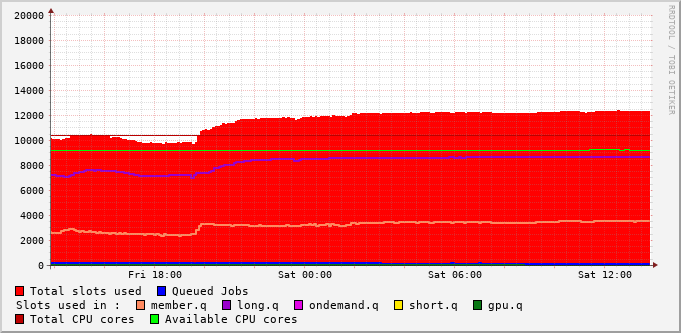 20000
18000
16000
14000
12000
10000
8000
6000
4000
2000
0
Fri 18:00 Sat 00:00 Sat 06:00 Sat 12:00
Total slots used Queued Jobs
Slots used in : member.q long.q ondemand.q short.q gpu.q
Total CPU cores Available CPU cores
RRDTOOL / TOBI OETIKER